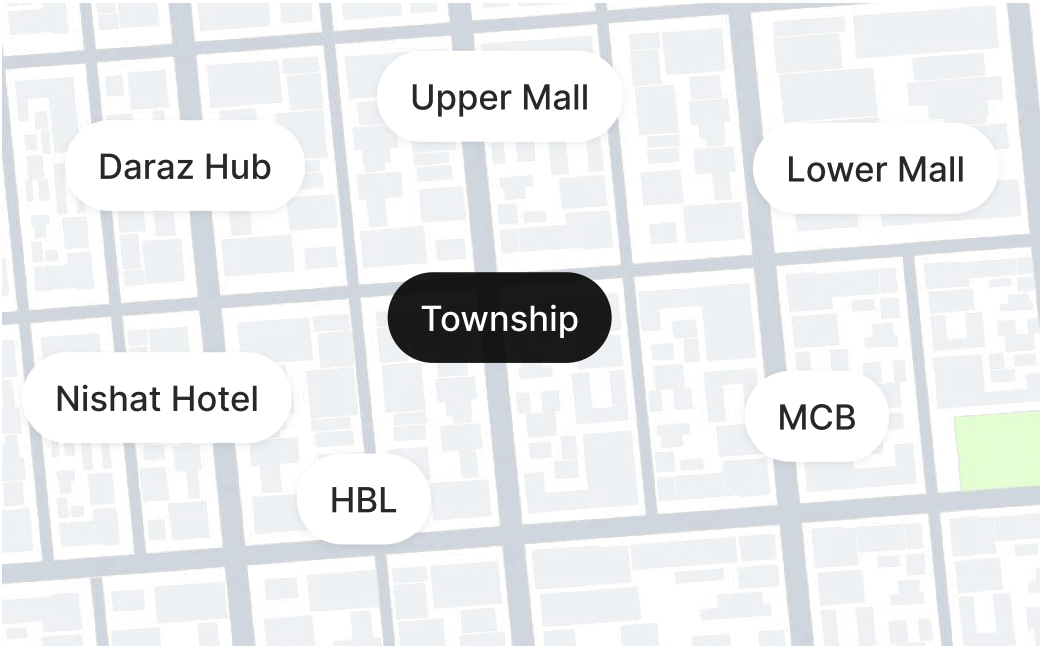 Upper Mall
Daraz Hub
Lower Mall
Township
Nishat Hotel
MCB
HBL